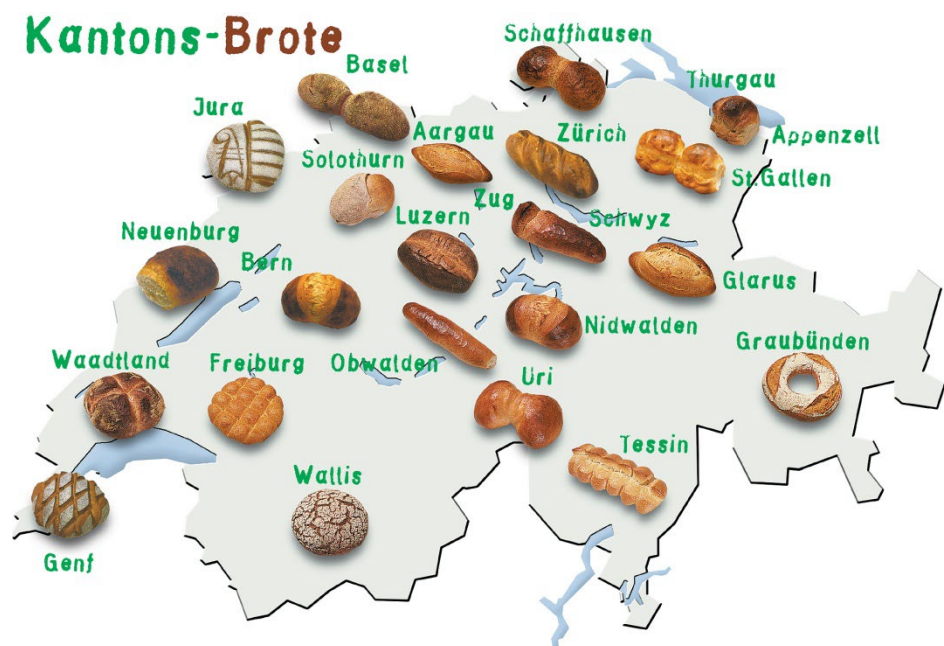 Kantons-Brote
Schaffhausen
Basel
Thurgau
Jura
Aargau
Zürich
Appenzell
Solothurn
St.Gallen
Zug
Luzern
Schwyz
Neuenburg
Bern
Glarus
Nidwalden
Graubünden
Waadtland
Freiburg
Obwalden
Uri
Tessin
Wallis
Genf